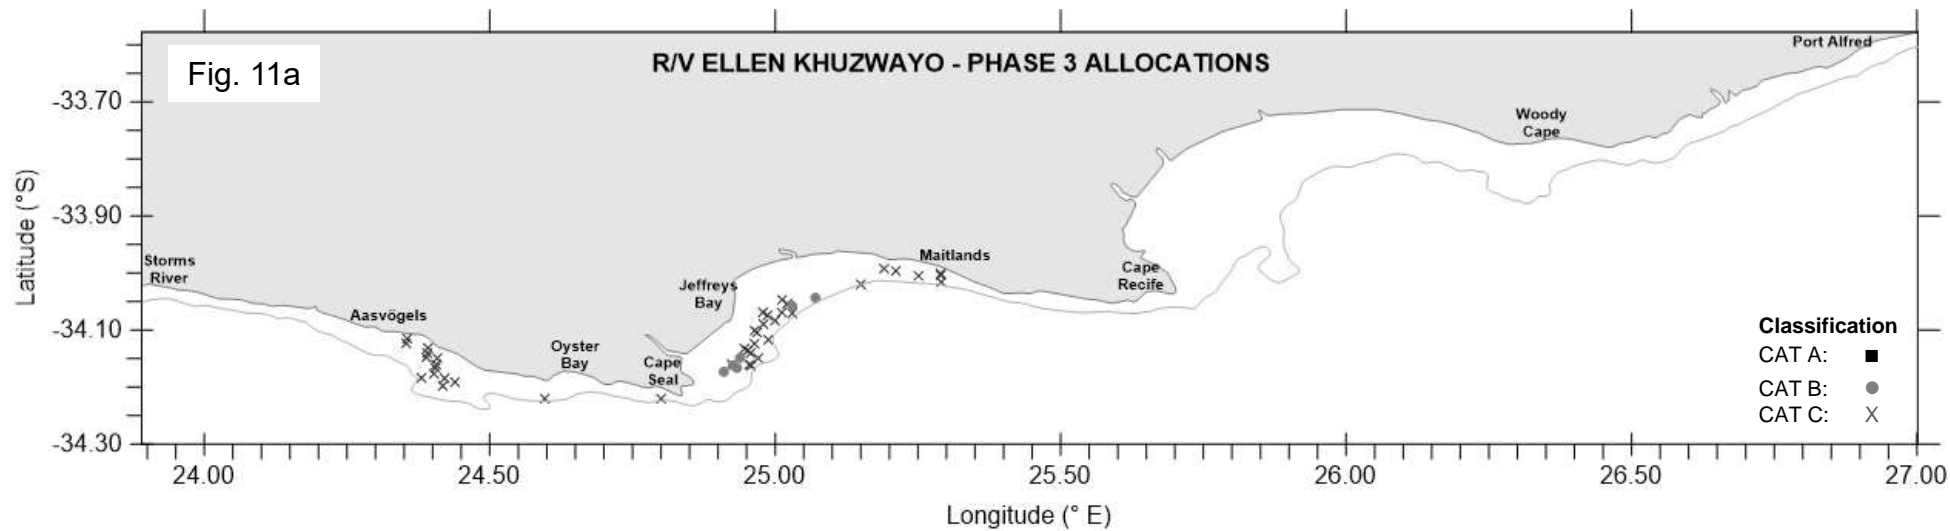 Fig. 11a
R/V ELLEN KHUZWAYO - PHASE 3 ALLOCATIONS
Port Alfred
-33.70
Woody
Cape
Latitude (°S)
-33.90
Storms
River
Maitlands
Cape
Recife
Jeffreys
Bay
Aasvögels
-34.10
Oyster
Bay
Cape
Seal
Classification
CAT A: ■
CAT B: ●
CAT C: X
-34.30
24.00 24.50 25.00 25.50 26.00 26.50 27.00
Longitude (° E)